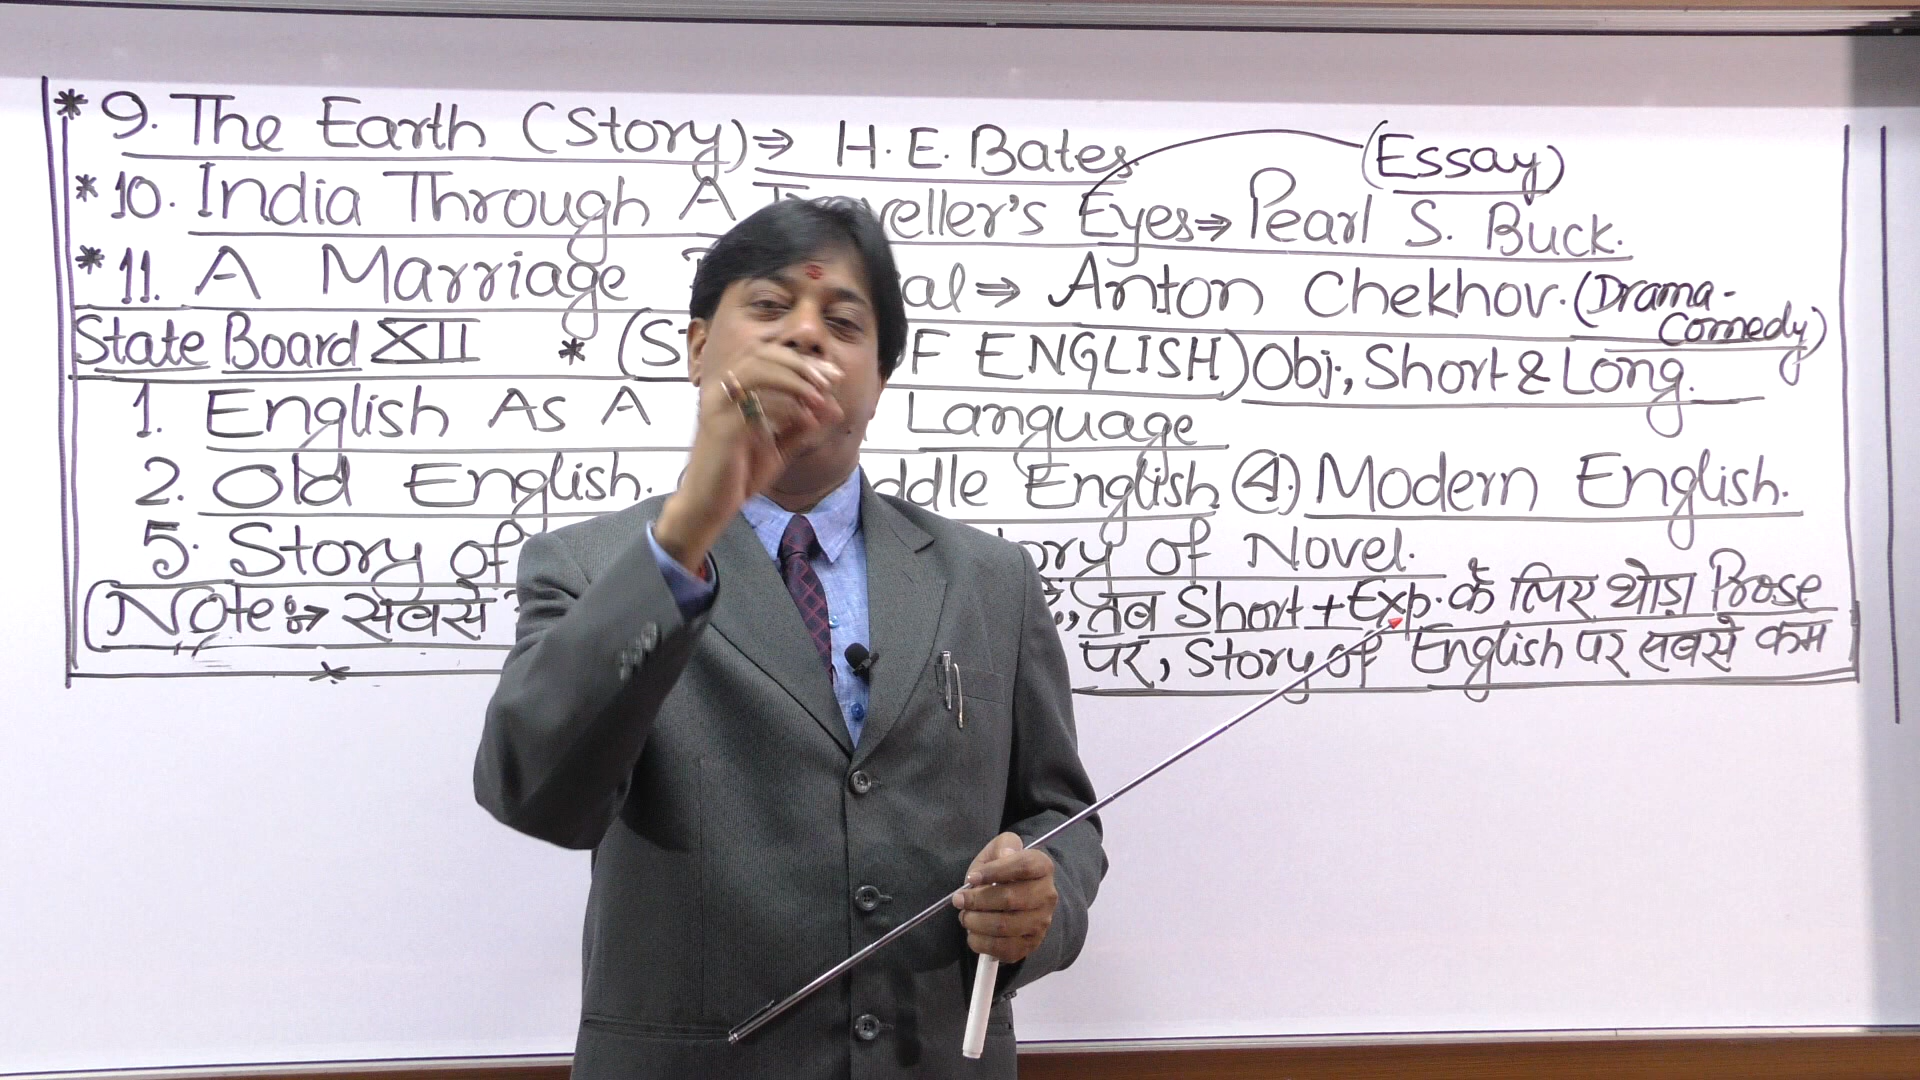 * 9. The Earth (Story) ⇒ H. E. Bates.
(Essay)
* 10. India Through A Traveller's Eyes ⇒ Pearl S. Buck.
* 11. A Marriage al ⇒ Anton Chekhov. (Drama-
Comedy)
State Board XII * (S F ENGLISH) Obj., Short & Long.
1. English As A Language
2. Old English. ddle English (4.) Modern English.
5. Story of ory of Novel.
Note:→ सबसे , तब Short + Exp. के लिए थोड़ा Prose
पर, Story of English पर सबसे कम